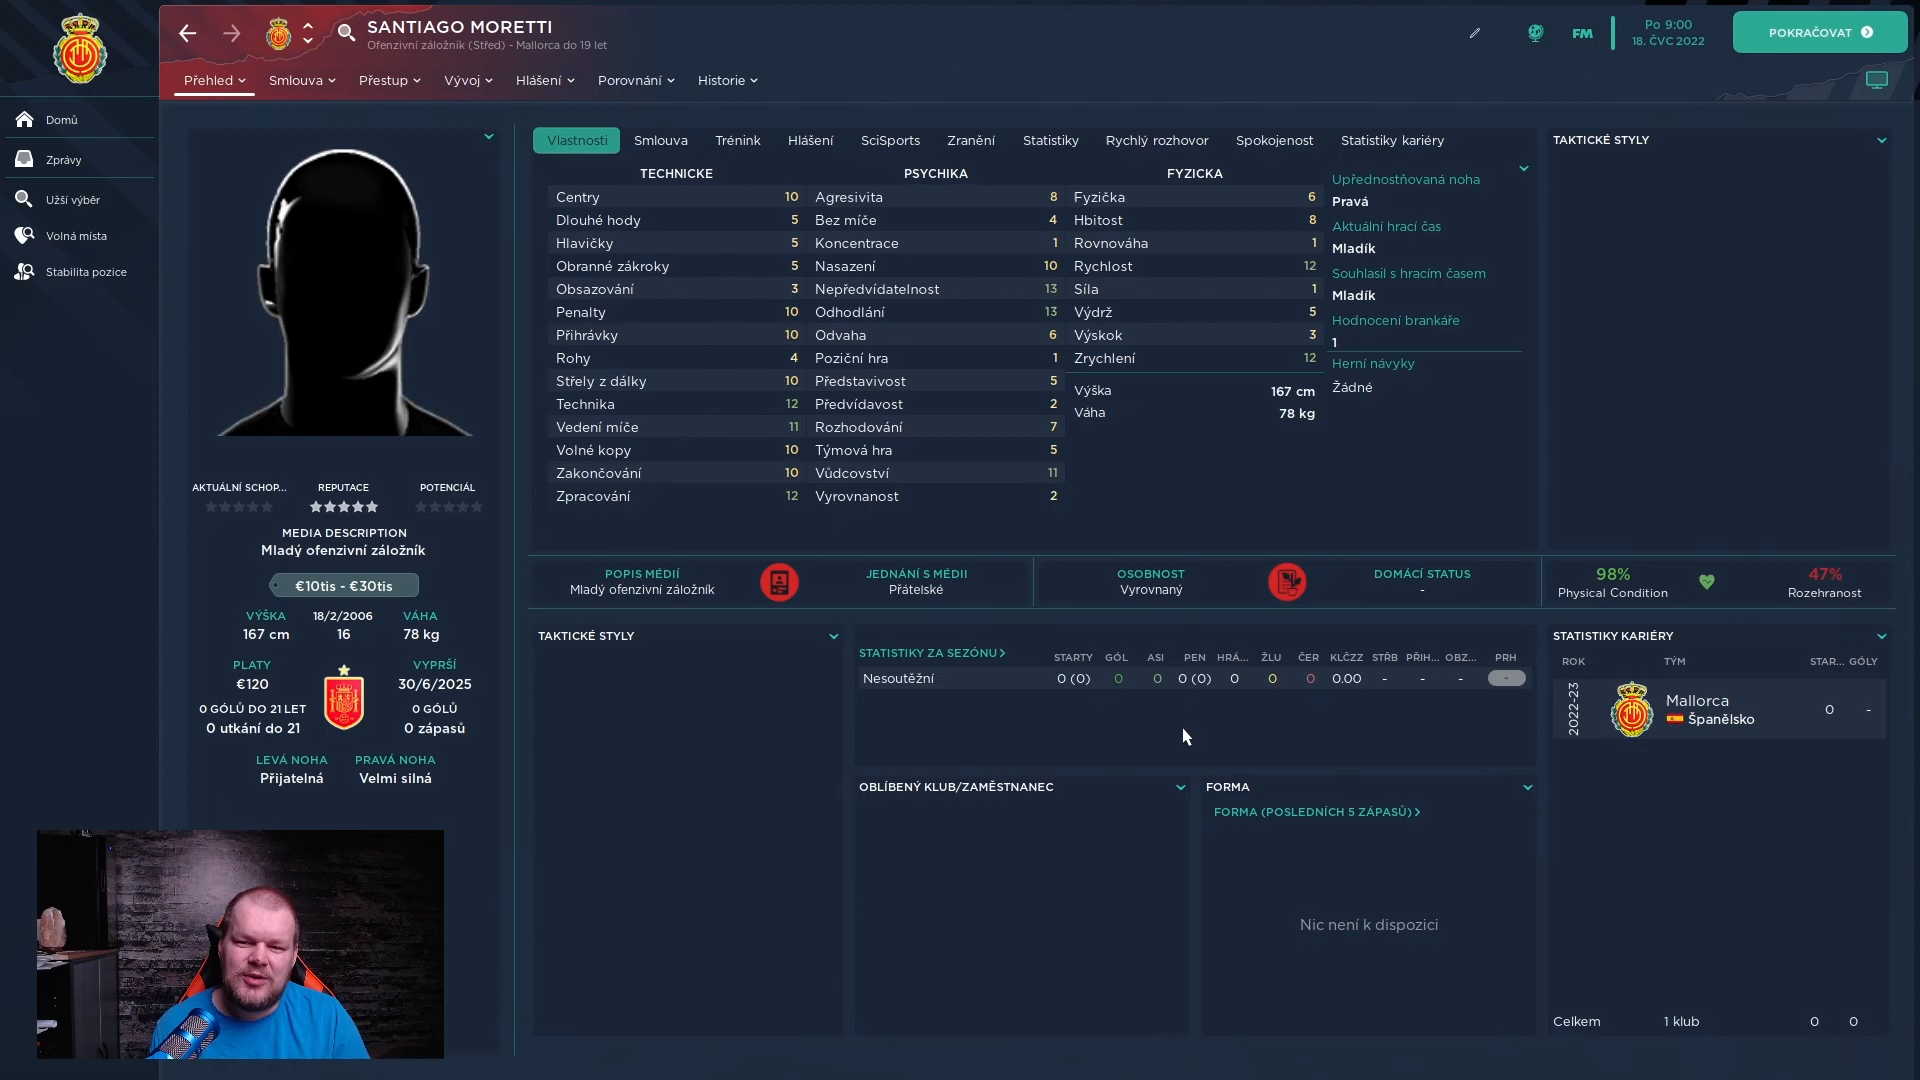 SANTIAGO MORETTI
Ofenzivní záložník (Střed) - Mallorca do 19 let
FM
Po 9:00
18. ČVC 2022
POKRAČOVAT
Přehled
Smlouva
Přestup
Vývoj
Hlášení
Porovnání
Historie
Domů
Zprávy
Užší výběr
Volná místa
Stabilita pozice
AKTUÁLNÍ SCHOP...
REPUTACE
POTENCIÁL
MEDIA DESCRIPTION
Mladý ofenzivní záložník
€10tis - €30tis
VÝŠKA
18/2/2006
VÁHA
167 cm
16
78 kg
PLATY
VYPRŠÍ
€120
30/6/2025
0 GÓLŮ DO 21 LET
0 GÓLŮ
0 utkání do 21
0 zápasů
LEVÁ NOHA
PRAVÁ NOHA
Přijatelná
Velmi silná
Vlastnosti
Smlouva
Trénink
Hlášení
SciSports
Zranění
Statistiky
Rychlý rozhovor
Spokojenost
Statistiky kariéry
TECHNICKE
Centry 10
Dlouhé hody 5
Hlavičky 5
Obranné zákroky 5
Obsazování 3
Penalty 10
Přihrávky 10
Rohy 4
Střely z dálky 10
Technika 12
Vedení míče 11
Volné kopy 10
Zakončování 10
Zpracování 12
PSYCHIKA
Agresivita 8
Bez míče 4
Koncentrace 1
Nasazení 10
Nepředvídatelnost 13
Odhodlání 13
Odvaha 6
Poziční hra 1
Představivost 5
Předvídavost 2
Rozhodování 7
Týmová hra 5
Vůdcovství 11
Vyrovnanost 2
FYZICKA
Fyzička 6
Hbitost 8
Rovnováha 1
Rychlost 12
Síla 1
Výdrž 5
Výskok 3
Zrychlení 12
Výška 167 cm
Váha 78 kg
Upřednostňovaná noha
Pravá
Aktuální hrací čas
Mladík
Souhlasil s hracím časem
Mladík
Hodnocení brankáře
1
Herní návyky
Žádné
TAKTICKÉ STYLY
POPIS MÉDIÍ
Mladý ofenzivní záložník
JEDNÁNÍ S MÉDII
Přátelské
OSOBNOST
Vyrovnaný
DOMÁCÍ STATUS
-
98%
Physical Condition
47%
Rozehranost
TAKTICKÉ STYLY
STATISTIKY ZA SEZÓNU
STARTY GÓL ASI PEN HRÁ... ŽLU ČER KLČZZ STŘB PŘIH... OBZ... PRH
Nesoutěžní 0 (0) 0 0 0 (0) 0 0 0 0.00 - - - -
OBLÍBENÝ KLUB/ZAMĚSTNANEC
FORMA
FORMA (POSLEDNÍCH 5 ZÁPASŮ)
Nic není k dispozici
STATISTIKY KARIÉRY
ROK TÝM STAR... GÓLY
2022-23
Mallorca
Španělsko
0 -
Celkem 1 klub 0 0